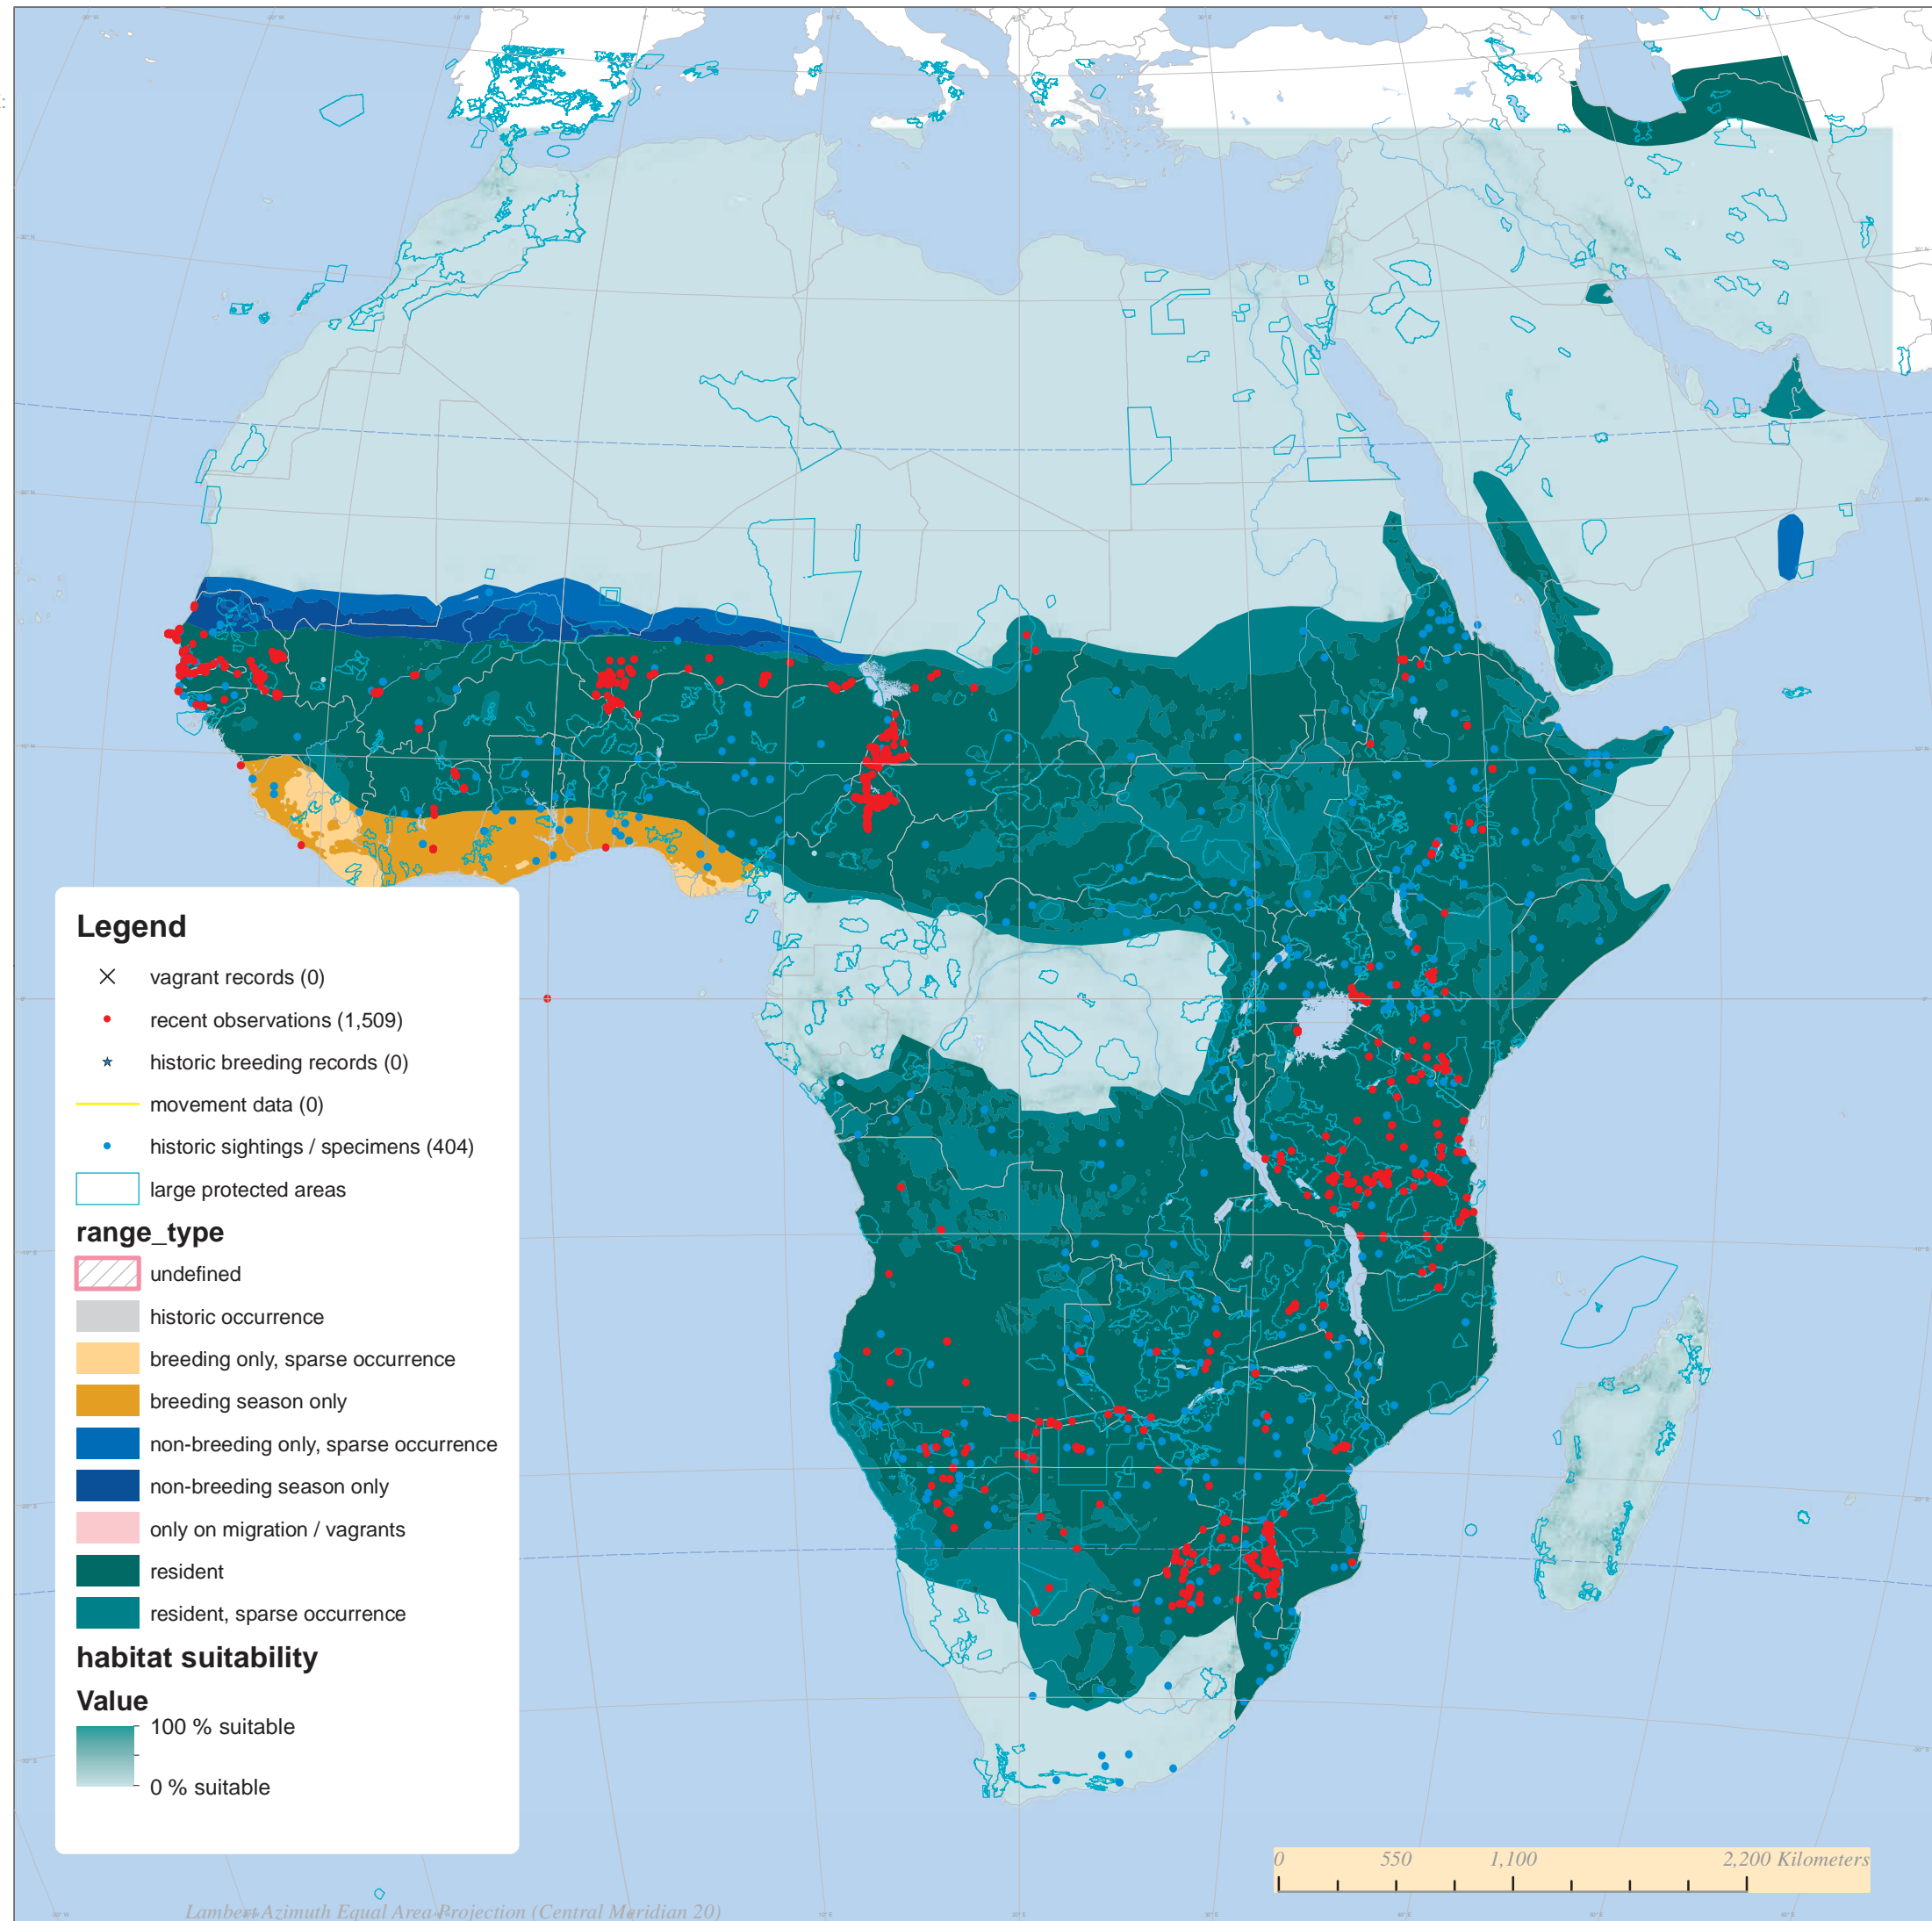 Legend
vagrant records (0)
recent observations (1,509)
historic breeding records (0)
movement data (0)
historic sightings / specimens (404)
large protected areas
range_type
undefined
historic occurrence
breeding only, sparse occurrence
breeding season only
non-breeding only, sparse occurrence
non-breeding season only
only on migration / vagrants
resident
resident, sparse occurrence
habitat suitability
Value
100 % suitable
0 % suitable
0 550 1,100 2,200 Kilometers
Lambert Azimuth Equal Area Projection (Central Meridian 20)